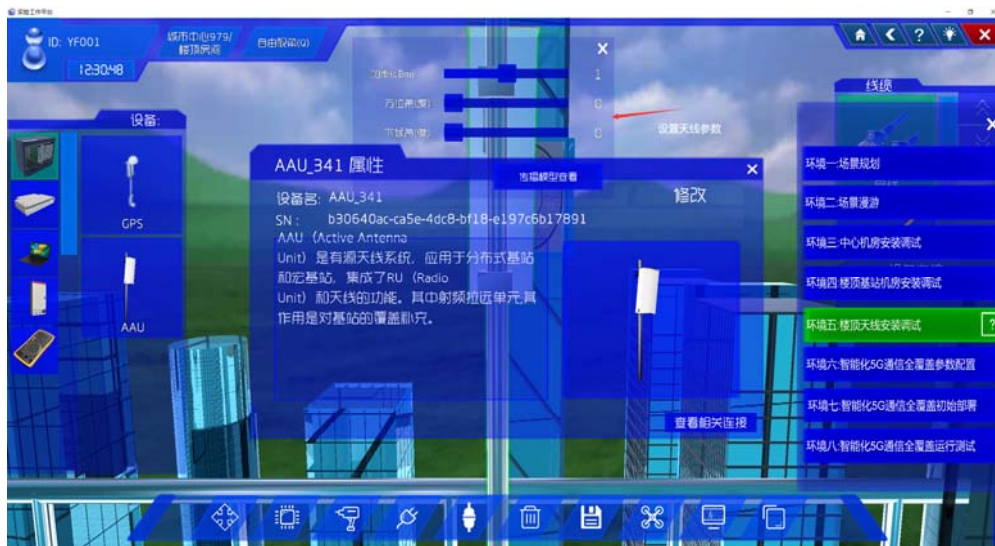 实验工作平台
ID: YF001
12:30:48
城市中心979/
楼顶房间
自由视角(Q)
线缆
设备:
GPS
AAU
1
方位角(度)
0
下倾角(度)
0
设置天线参数
传播模型查看
AAU_341 属性
修改
设备名: AAU_341
SN : b30640ac-ca5e-4dc8-bf18-e197c6b17891
AAU (Active Antenna
Unit) 是有源天线系统, 应用于分布式基站
和宏基站, 集成了RU (Radio
Unit) 和天线的功能。其中射频拉远单元,其
作用是对基站的覆盖补充。
查看相关连接
环境一:场景规划
环境二:场景漫游
环境三:中心机房安装调试
环境四:楼顶基站机房安装调试
环境五:楼顶天线安装调试
?
环境六:智能化5G通信全覆盖参数配置
环境七:智能化5G通信全覆盖初始部署
环境八:智能化5G通信全覆盖运行测试